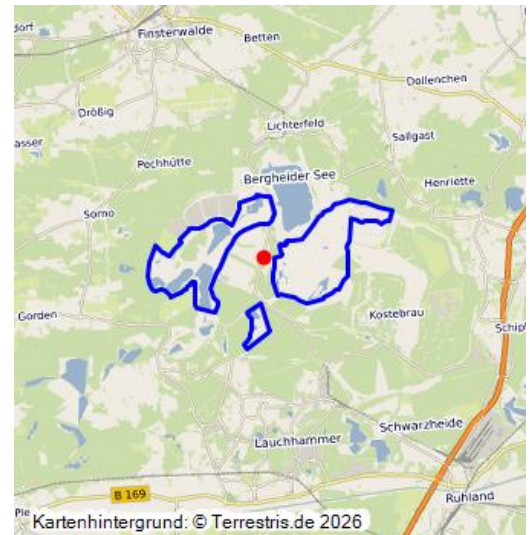 dorf
Finsterwalde
Betten
Dollenchen
Drößig
Lichterfeld
Sallgast
asser
Pechhütte
Bergheider See
Henriette
Sorno
Gorden
Kostebrau
Schipk
Schwarzheide
Lauchhammer
B 169
Ruhland
Ple
Kartenhintergrund: © Terrestris.de 2026